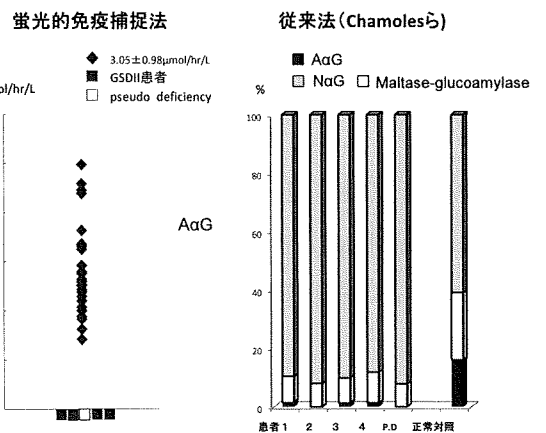 蛍光的免疫捕捉法
3.05±0.98μmol/hr/L
GSDII患者
pseudo deficiency
ol/hr/L
AαG
従来法(Chamolesら)
AαG
NαG
Maltase-glucoamylase
%
100
80
60
40
20
0
患者 1 2 3 4 P.D 正常対照